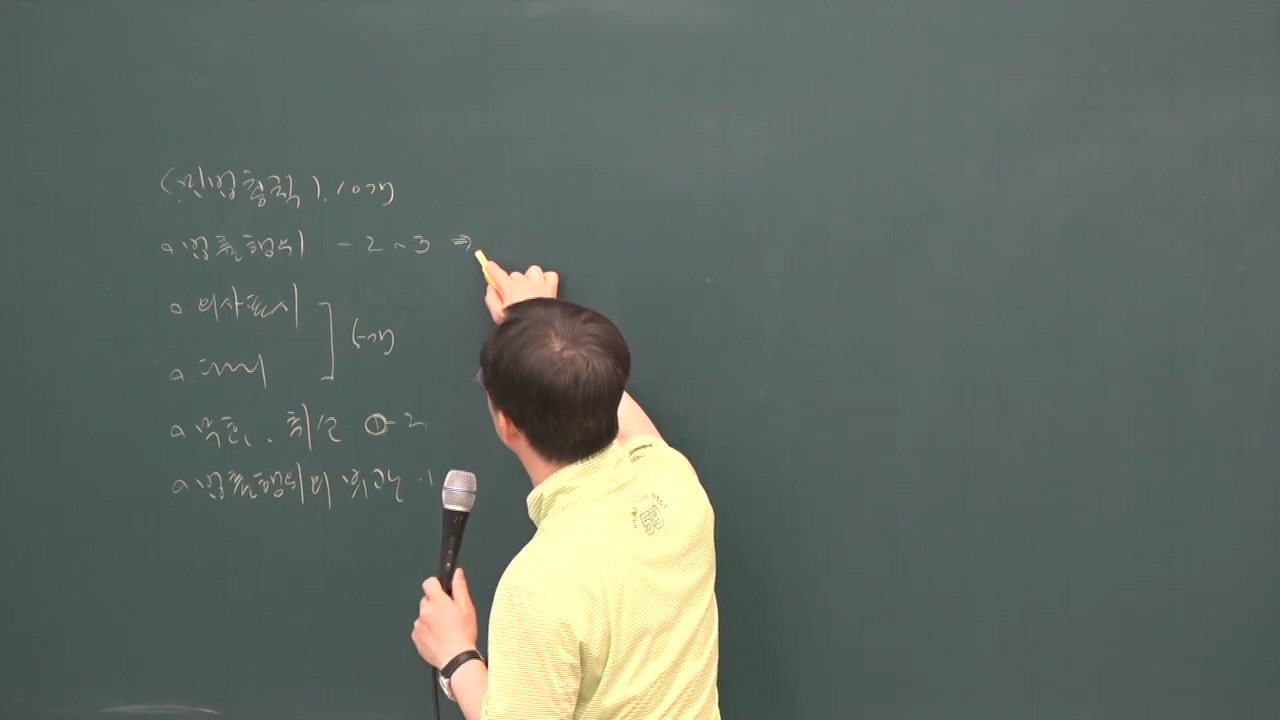 (민법총칙). 10개
o 법률행위 - 2~3 ⇒
o 의사표시
o 대리
6개
o 무효, 취소 ①-2
o 법률행위의 부관 · 1